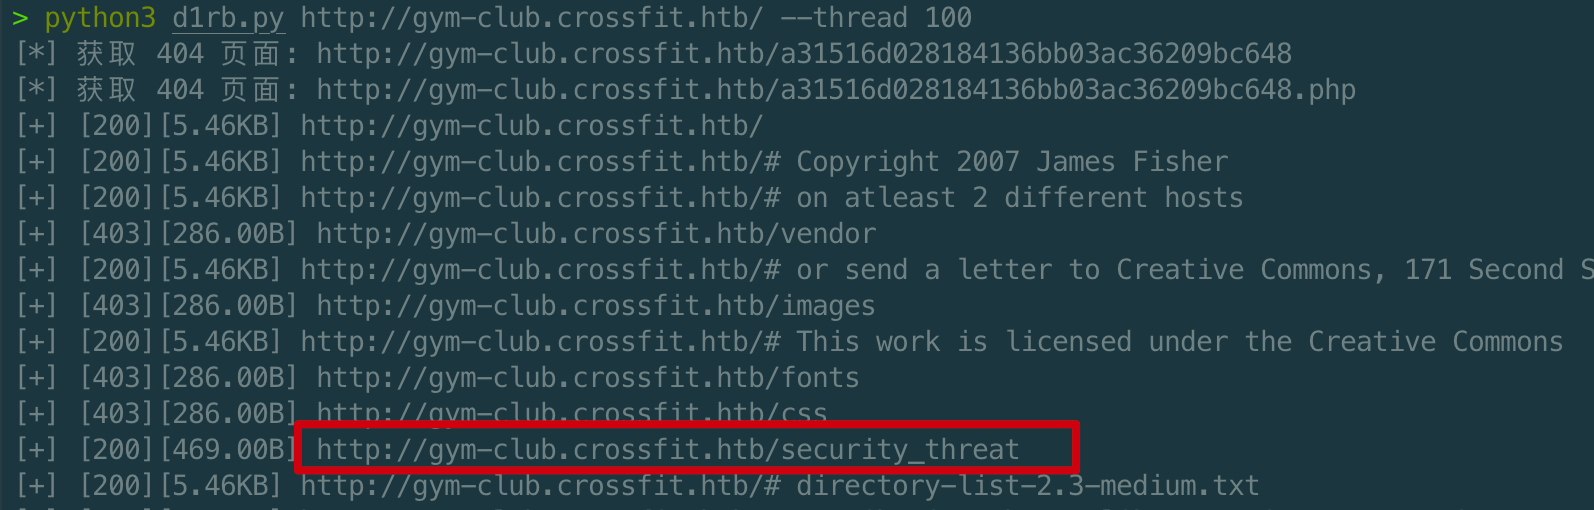 > python3 d1rb.py http://gym-club.crossfit.htb/ --thread 100
[*] 获取 404 页面: http://gym-club.crossfit.htb/a31516d028184136bb03ac36209bc648
[*] 获取 404 页面: http://gym-club.crossfit.htb/a31516d028184136bb03ac36209bc648.php
[+] [200][5.46KB] http://gym-club.crossfit.htb/
[+] [200][5.46KB] http://gym-club.crossfit.htb/# Copyright 2007 James Fisher
[+] [200][5.46KB] http://gym-club.crossfit.htb/# on atleast 2 different hosts
[+] [403][286.00B] http://gym-club.crossfit.htb/vendor
[+] [200][5.46KB] http://gym-club.crossfit.htb/# or send a letter to Creative Commons, 171 Second S
[+] [403][286.00B] http://gym-club.crossfit.htb/images
[+] [200][5.46KB] http://gym-club.crossfit.htb/# This work is licensed under the Creative Commons
[+] [403][286.00B] http://gym-club.crossfit.htb/fonts
[+] [403][286.00B] http://gym-club.crossfit.htb/css
[+] [200][469.00B] http://gym-club.crossfit.htb/security_threat
[+] [200][5.46KB] http://gym-club.crossfit.htb/# directory-list-2.3-medium.txt